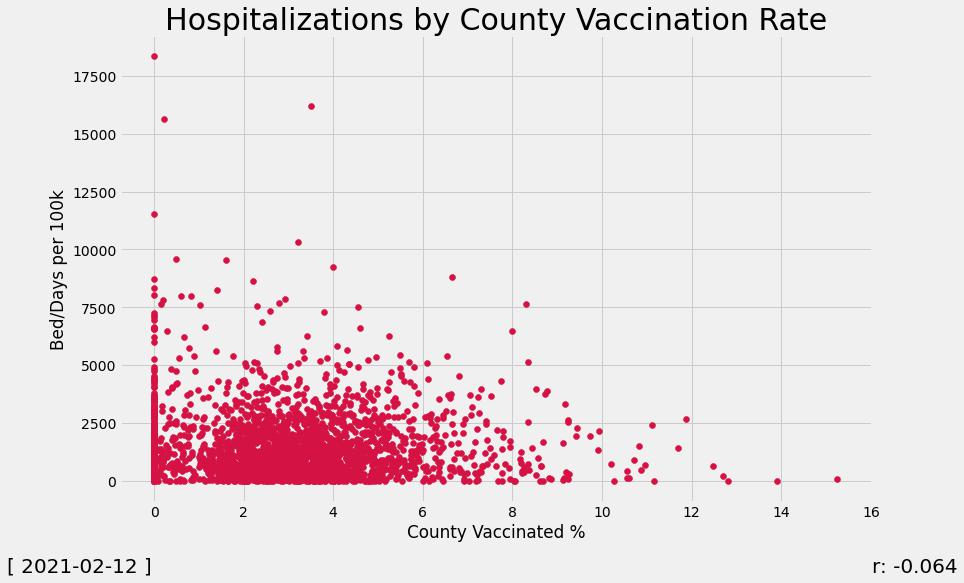 Hospitalizations by County Vaccination Rate
17500
15000
12500
10000
7500
5000
2500
0
Bed/Days per 100k
0 2 4 6 8 10 12 14 16
County Vaccinated %
[ 2021-02-12 ] r: -0.064